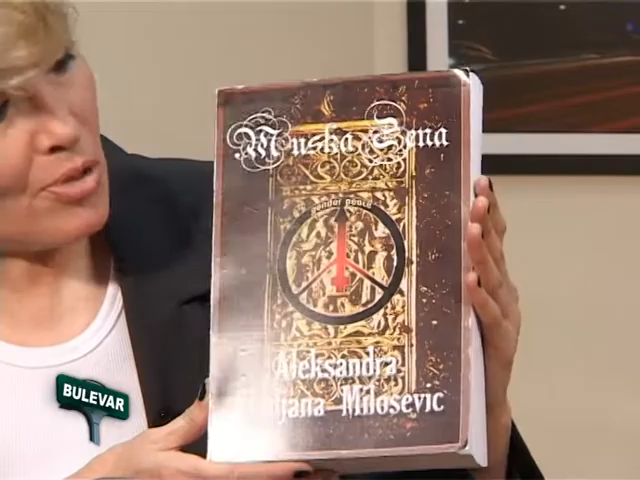 Muska Sena
gender peace
Aleksandra
Milosevic
BULEVAR